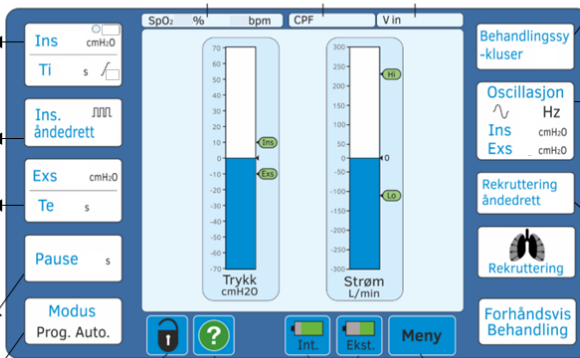 SpO₂ % bpm
CPF
V in
Ins cmH₂O
Ti s
Ins.
åndedrett
Exs cmH₂O
Te s
Pause s
Modus
Prog. Auto.
70
60
50
40
30
20
10
0
-10
-20
-30
-40
-50
-60
-70
Ins
Exs
Trykk
cmH2O
300
250
200
150
100
50
0
-50
-100
-150
-200
-250
-300
Hi
0
Lo
Strøm
L/min
Behandlingssy
-kluser
Oscillasjon
Hz
Ins cmH₂O
Exs cmH₂O
Rekruttering
åndedrett
Rekruttering
Forhåndsvis
Behandling
?
Int.
Ekst.
Meny